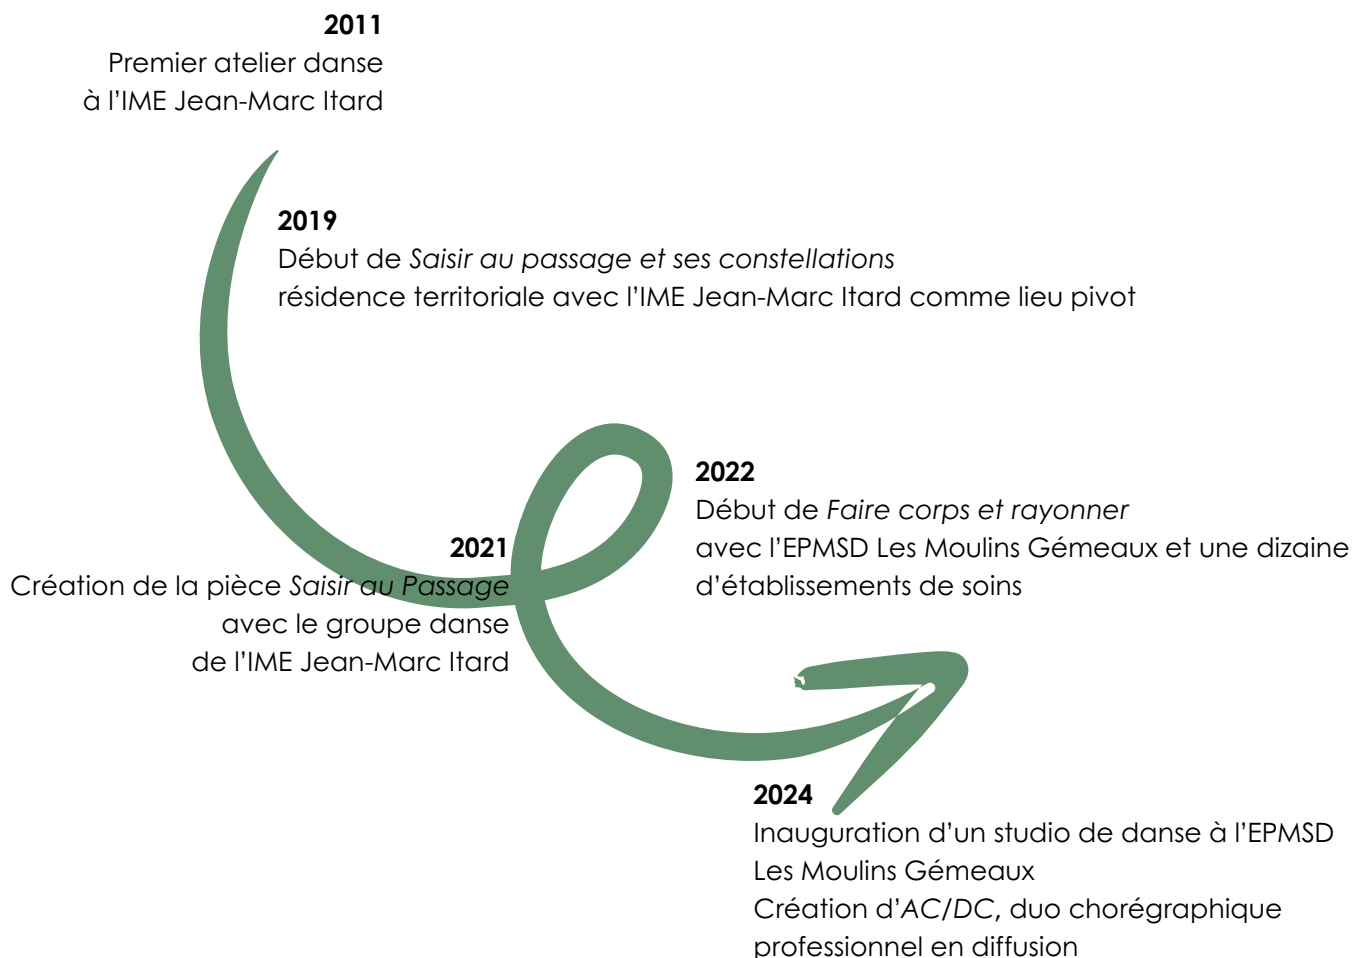 2011
Premier atelier danse
à l'IME Jean-Marc Itard
2019
Début de Saisir au passage et ses constellations
résidence territoriale avec l'IME Jean-Marc Itard comme lieu pivot
2021
Création de la pièce Saisir au Passage
avec le groupe danse
de l'IME Jean-Marc Itard
2022
Début de Faire corps et rayonner
avec l'EPMSD Les Moulins Gémeaux et une dizaine
d'établissements de soins
2024
Inauguration d'un studio de danse à l'EPMSD
Les Moulins Gémeaux
Création d'AC/DC, duo chorégraphique
professionnel en diffusion